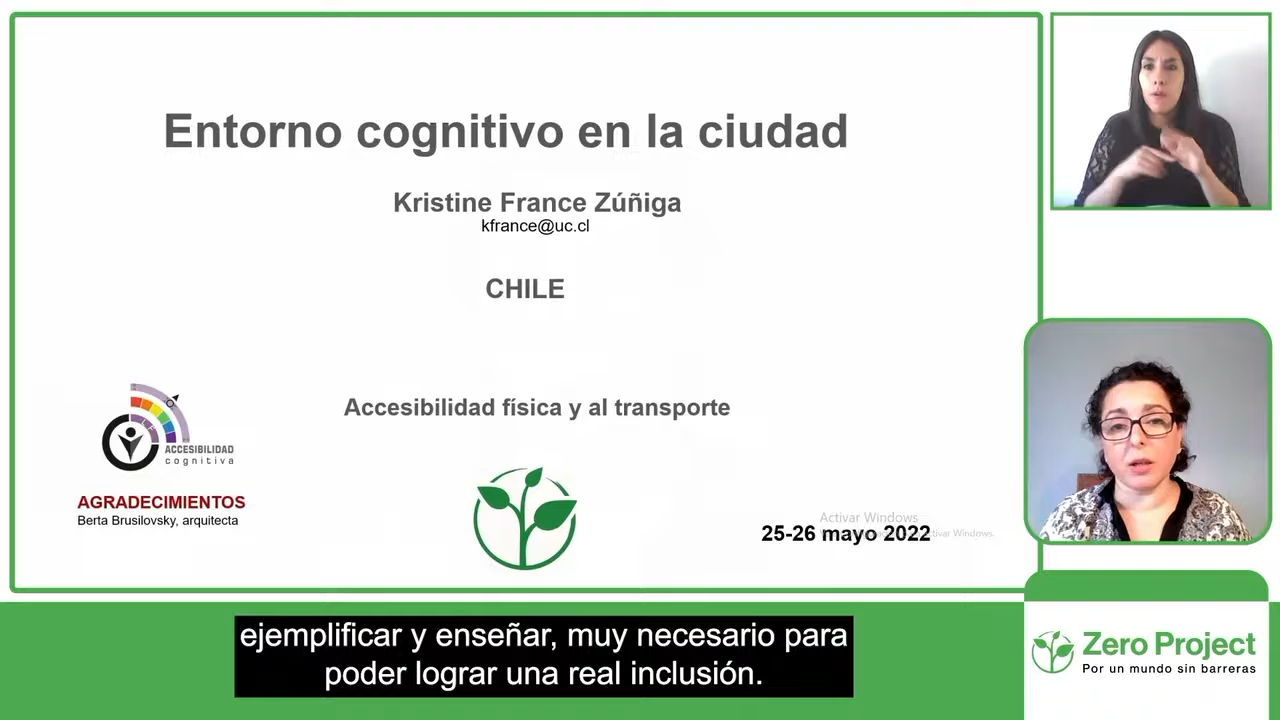 Entorno cognitivo en la ciudad
Kristine France Zúñiga
kfrance@uc.cl
CHILE
Accesibilidad física y al transporte
ACCESIBILIDAD
cognitiva
AGRADECIMIENTOS
Berta Brusilovsky, arquitecta
Activar Windows
25-26 mayo 2022
activar Windows.
ejemplificar y enseñar, muy necesario para
poder lograr una real inclusión.
Zero Project
Por un mundo sin barreras